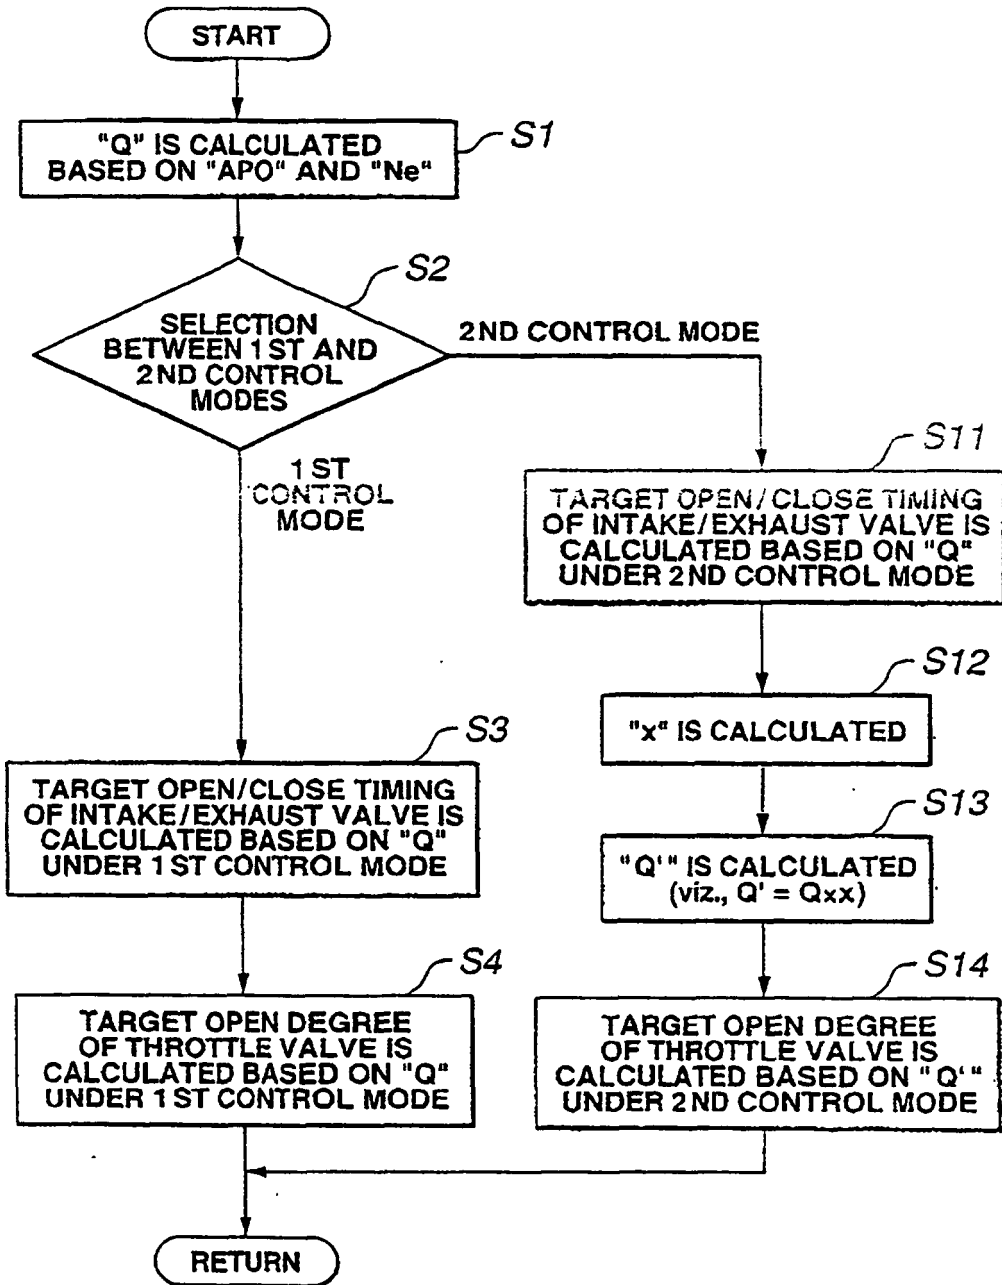 START
"Q" IS CALCULATED
BASED ON "APO" AND "Ne"
S1
S2
SELECTION
BETWEEN 1ST AND
2ND CONTROL
MODES
2ND CONTROL MODE
1ST
CONTROL
MODE
S11
TARGET OPEN/CLOSE TIMING
OF INTAKE/EXHAUST VALVE IS
CALCULATED BASED ON "Q"
UNDER 2ND CONTROL MODE
S12
"x" IS CALCULATED
S13
"Q'" IS CALCULATED
(viz., Q' = Q×x)
S3
TARGET OPEN/CLOSE TIMING
OF INTAKE/EXHAUST VALVE IS
CALCULATED BASED ON "Q"
UNDER 1ST CONTROL MODE
S4
TARGET OPEN DEGREE
OF THROTTLE VALVE IS
CALCULATED BASED ON "Q"
UNDER 1ST CONTROL MODE
S14
TARGET OPEN DEGREE
OF THROTTLE VALVE IS
CALCULATED BASED ON "Q'"
UNDER 2ND CONTROL MODE
RETURN